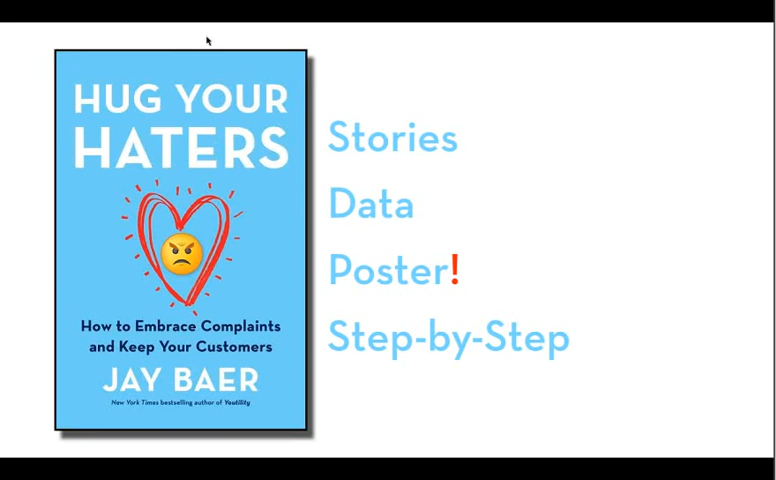 HUG YOUR
HATERS
How to Embrace Complaints
and Keep Your Customers
JAY BAER
New York Times bestselling author of Youtility
Stories
Data
Poster!
Step-by-Step